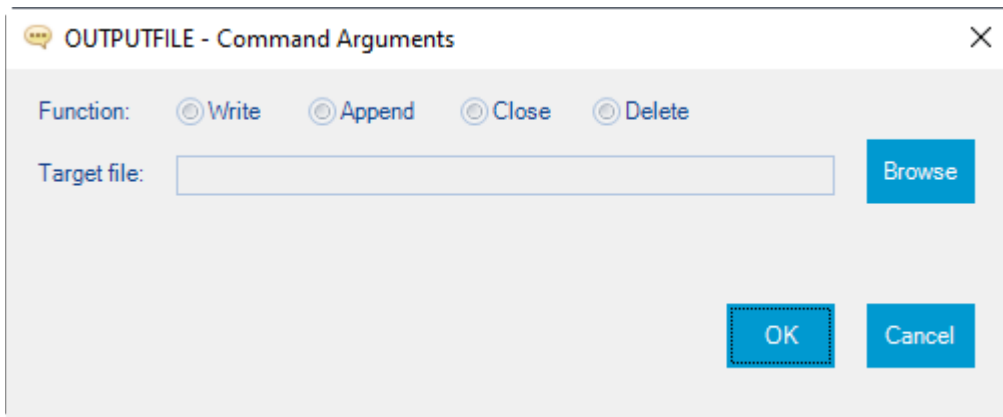 OUTPUTFILE - Command Arguments
Function: Write Append Close Delete
Target file: Browse
OK Cancel